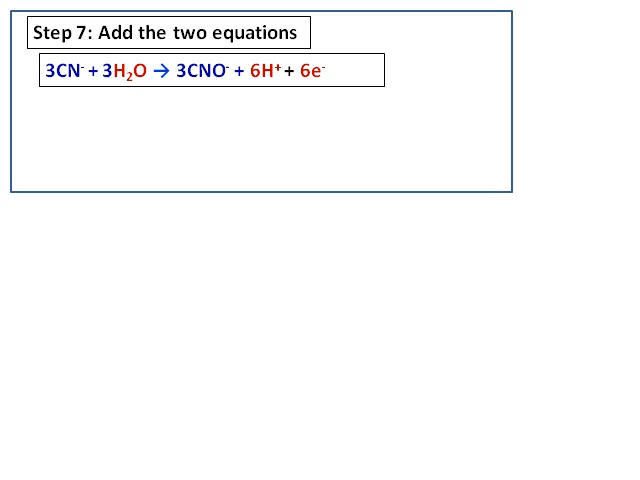 Step 7: Add the two equations
3CN⁻ + 3H₂O → 3CNO⁻ + 6H⁺ + 6e⁻